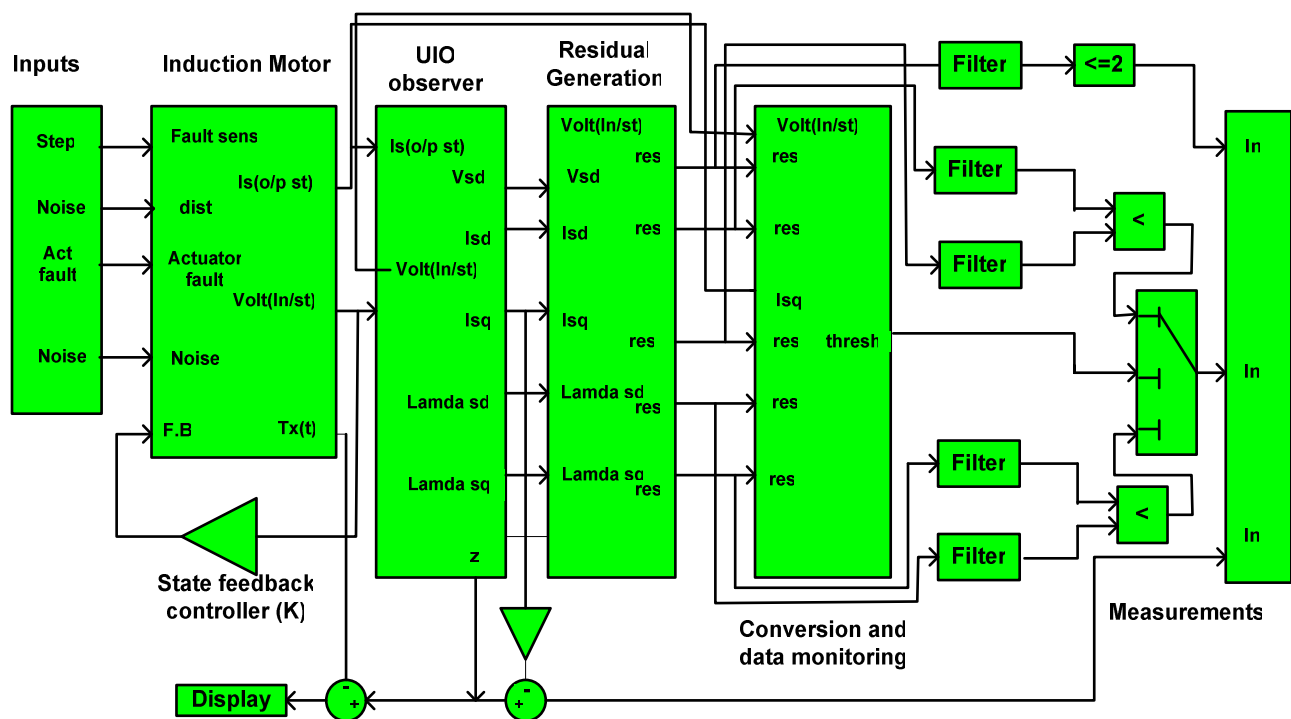 Inputs
Step
Noise
Act
fault
Noise
Induction Motor
Fault sens
Is(o/p st)
dist
Actuator
fault
Volt(In/st)
Noise
F.B
Tx(t)
State feedback
controller (K)
UIO
observer
Is(o/p st)
Vsd
Isd
Volt(In/st)
Isq
Lamda sd
Lamda sq
z
Residual
Generation
Volt(In/st)
res
Vsd
Isd
res
Isq
res
Lamda sd
res
Lamda sq
res
Volt(In/st)
res
res
Isq
res
thresh
res
res
Conversion and
data monitoring
Filter
<=2
Filter
<
Filter
Filter
<
Filter
In
In
In
Measurements
Display
-
+
-
+